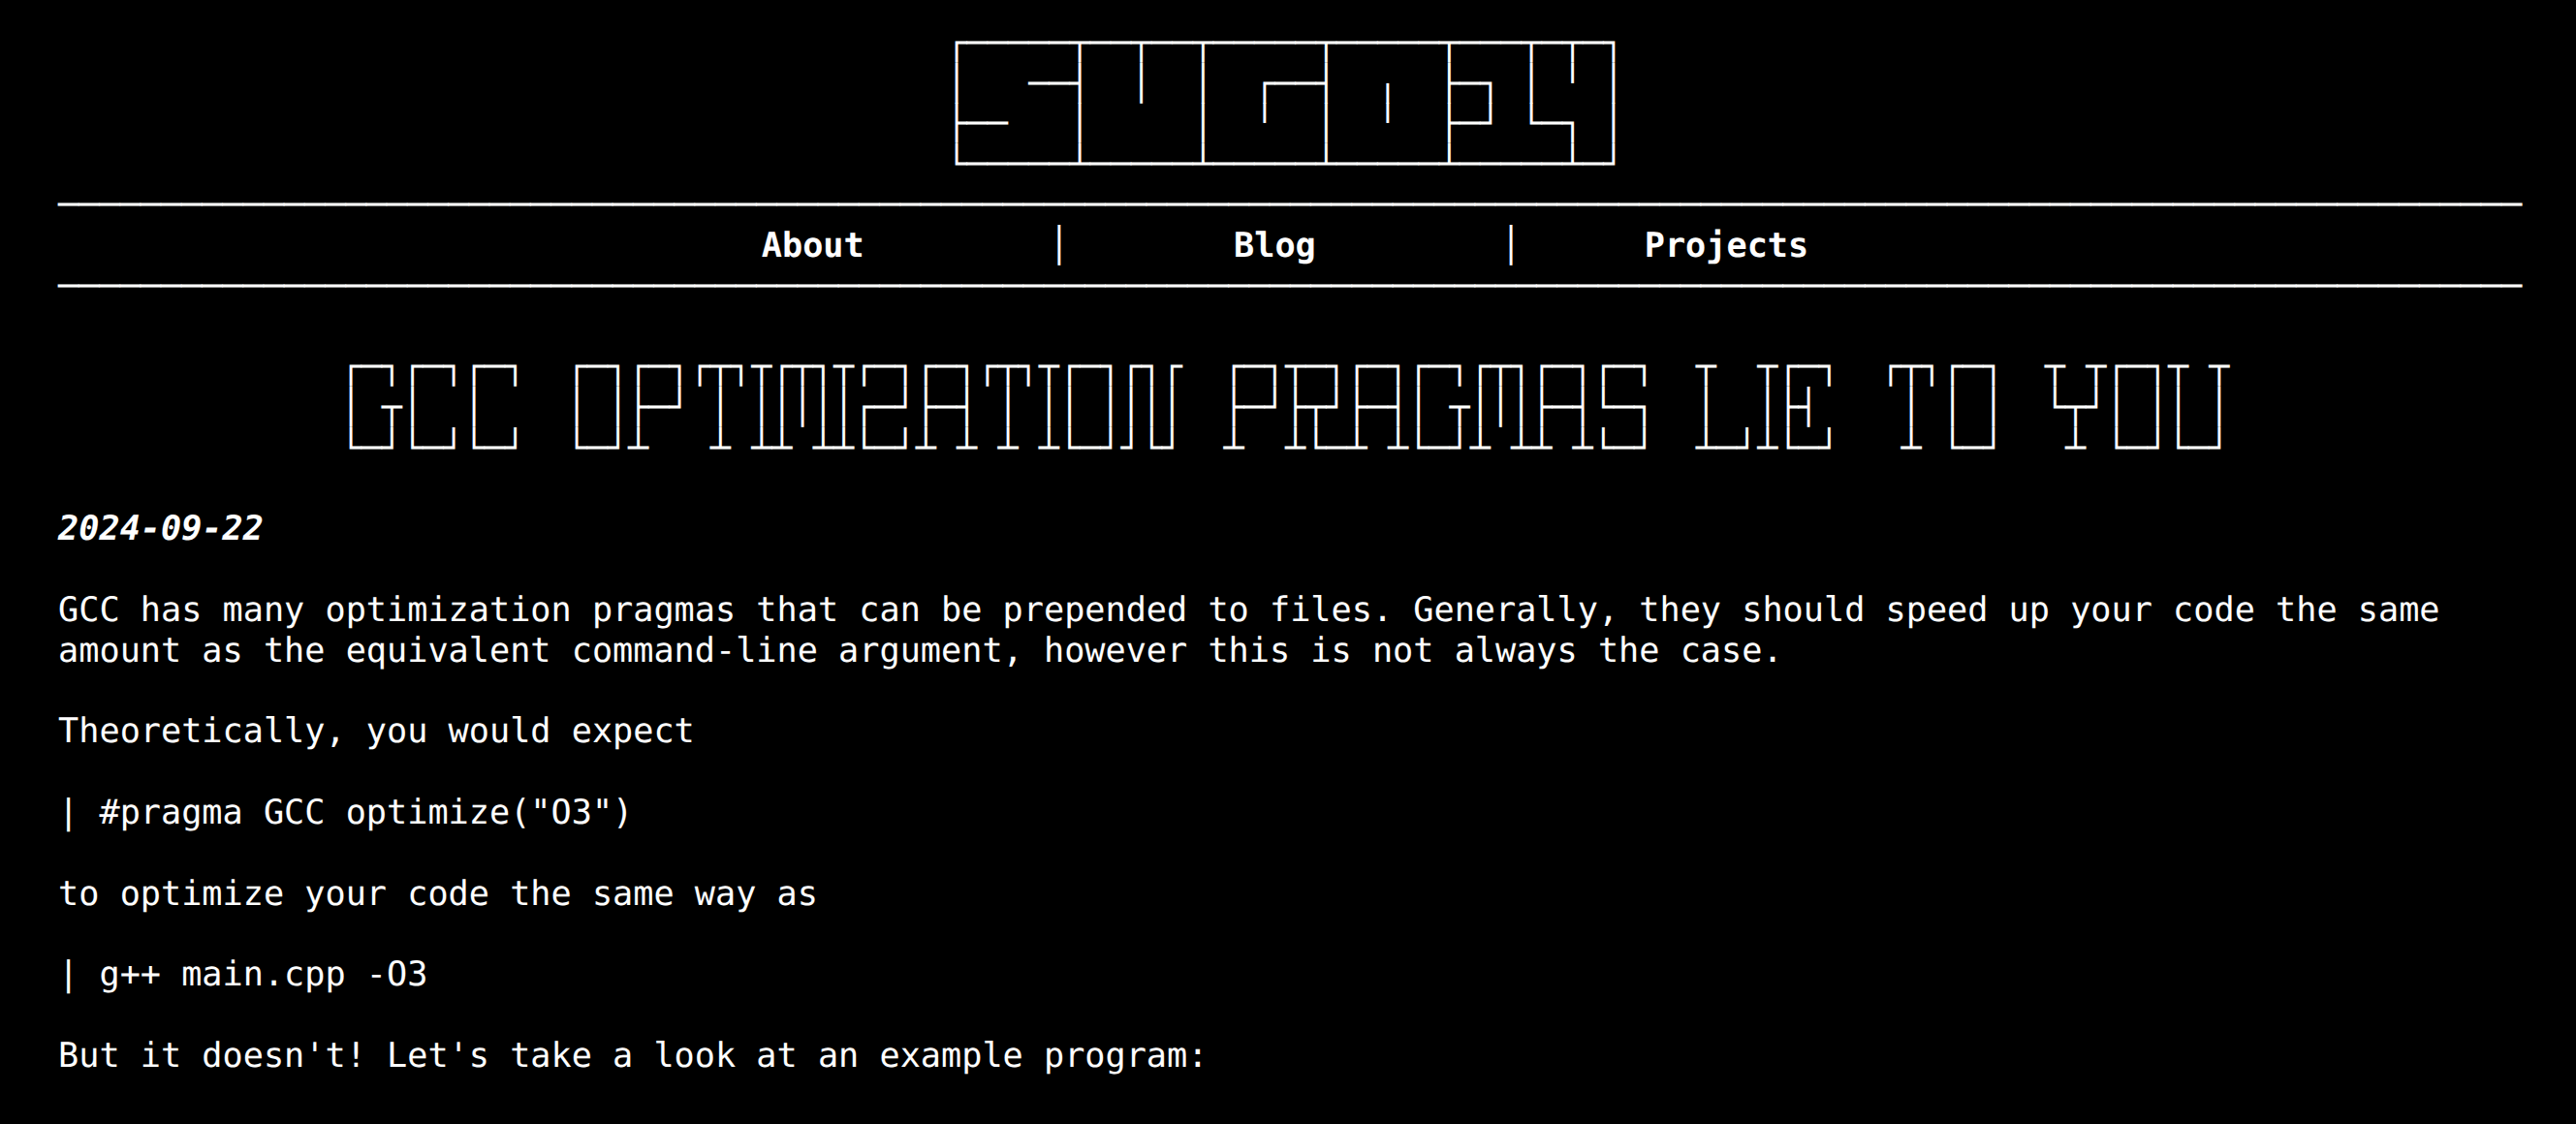 SUGO14
About | Blog | Projects
GCC OPTIMIZATION PRAGMAS LIE TO YOU
2024-09-22
GCC has many optimization pragmas that can be prepended to files. Generally, they should speed up your code the same
amount as the equivalent command-line argument, however this is not always the case.
Theoretically, you would expect
| #pragma GCC optimize("O3")
to optimize your code the same way as
| g++ main.cpp -O3
But it doesn't! Let's take a look at an example program: